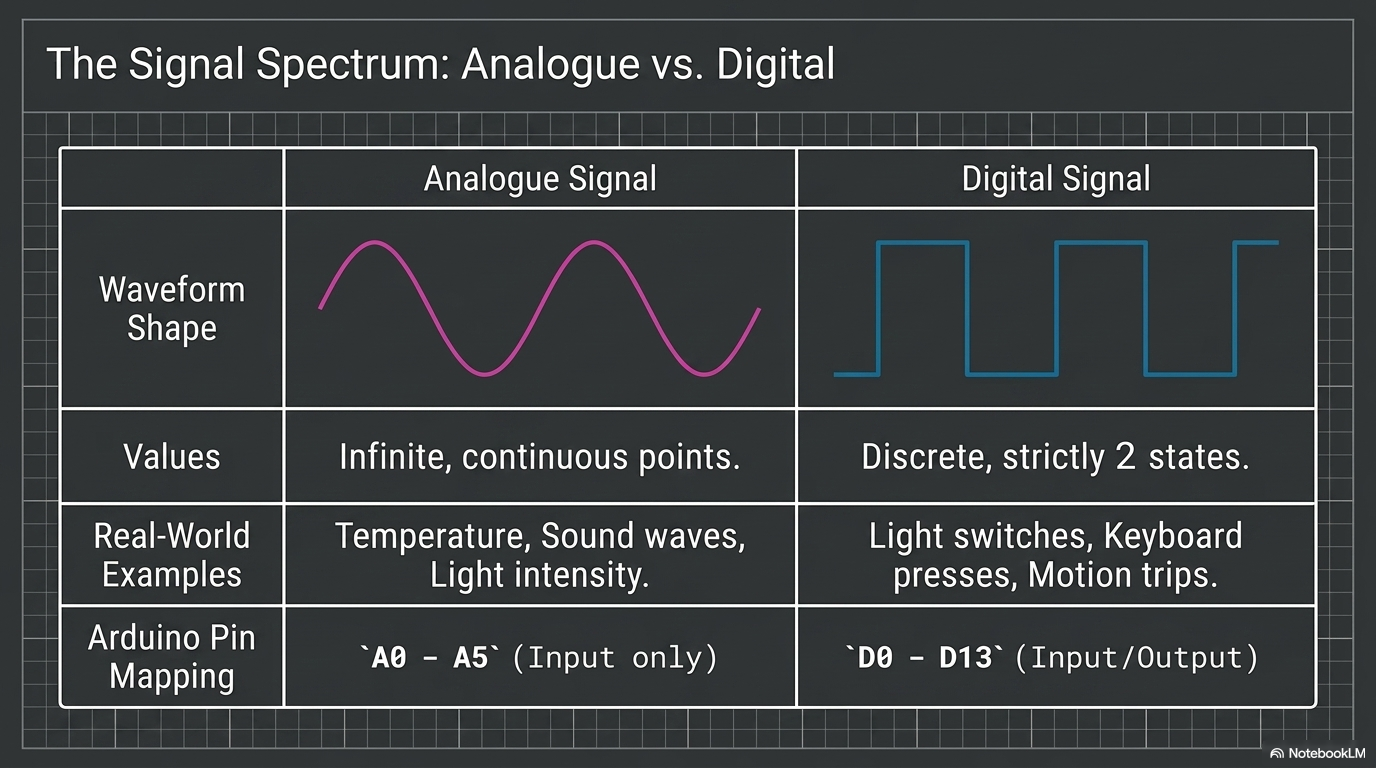 The Signal Spectrum: Analogue vs. Digital
Analogue Signal
Digital Signal
Waveform
Shape
Values
Infinite, continuous points.
Discrete, strictly 2 states.
Real-World
Examples
Temperature, Sound waves,
Light intensity.
Light switches, Keyboard
presses, Motion trips.
Arduino Pin
Mapping
`A0 – A5` (Input only)
`D0 – D13` (Input/Output)
NotebookLM